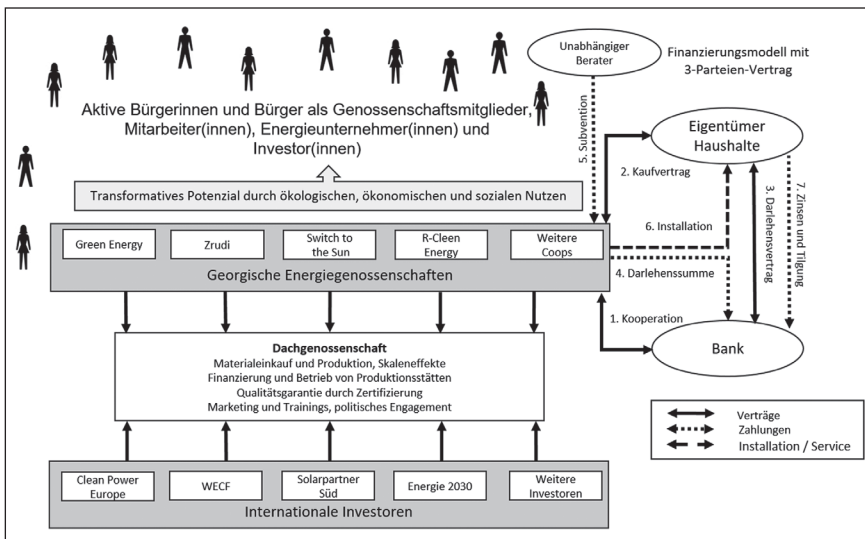 Unabhängiger
Berater
Finanzierungsmodell mit
3-Parteien-Vertrag
Aktive Bürgerinnen und Bürger als Genossenschaftsmitglieder,
Mitarbeiter(innen), Energieunternehmer(innen) und
Investor(innen)
5. Subvention
Eigentümer
Haushalte
2. Kaufvertrag
3. Darlehensvertrag
7. Zinsen und Tilgung
Transformatives Potenzial durch ökologischen, ökonomischen und sozialen Nutzen
Green Energy
Zrudi
Switch to
the Sun
R-Cleen
Energy
Weitere
Coops
Georgische Energiegenossenschaften
6. Installation
4. Darlehenssumme
1. Kooperation
Bank
Dachgenossenschaft
Materialeinkauf und Produktion, Skaleneffekte
Finanzierung und Betrieb von Produktionsstätten
Qualitätsgarantie durch Zertifizierung
Marketing und Trainings, politisches Engagement
Verträge
Zahlungen
Installation / Service
Clean Power
Europe
WECF
Solarpartner
Süd
Energie 2030
Weitere
Investoren
Internationale Investoren